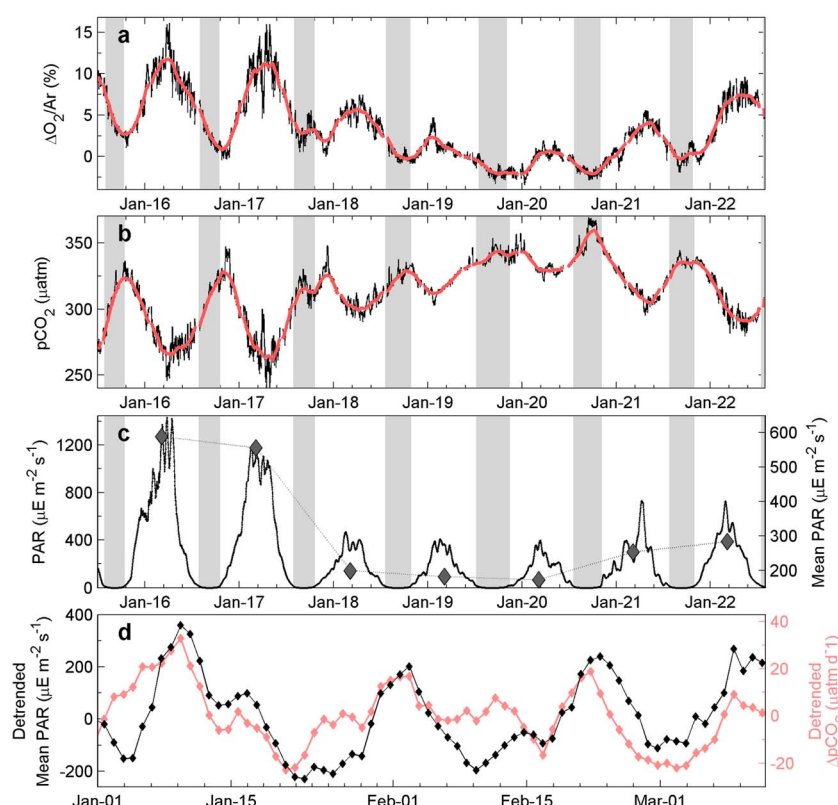 a
ΔO₂/Ar (%)
15
10
5
0
Jan-16 Jan-17 Jan-18 Jan-19 Jan-20 Jan-21 Jan-22
b
pCO₂ (µatm)
350
300
250
Jan-16 Jan-17 Jan-18 Jan-19 Jan-20 Jan-21 Jan-22
c
PAR (µE m⁻² s⁻¹)
1200
800
400
0
Mean PAR (µE m⁻² s⁻¹)
600
500
400
300
200
Jan-16 Jan-17 Jan-18 Jan-19 Jan-20 Jan-21 Jan-22
d
Detrended
Mean PAR (µE m⁻² s⁻¹)
400
200
0
-200
40
20
0
-20
Detrended
ΔpCO₂ (µatm d⁻¹)
Jan-01 Jan-15 Feb-01 Feb-15 Mar-01